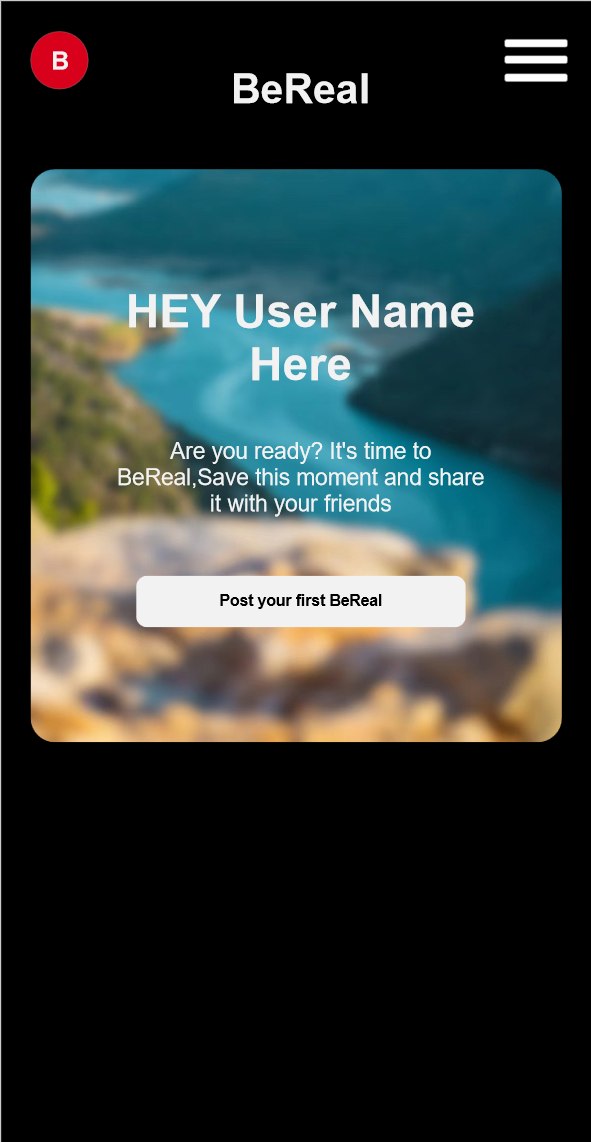 B
BeReal
HEY User Name
Here
Are you ready? It's time to
BeReal,Save this moment and share
it with your friends
Post your first BeReal